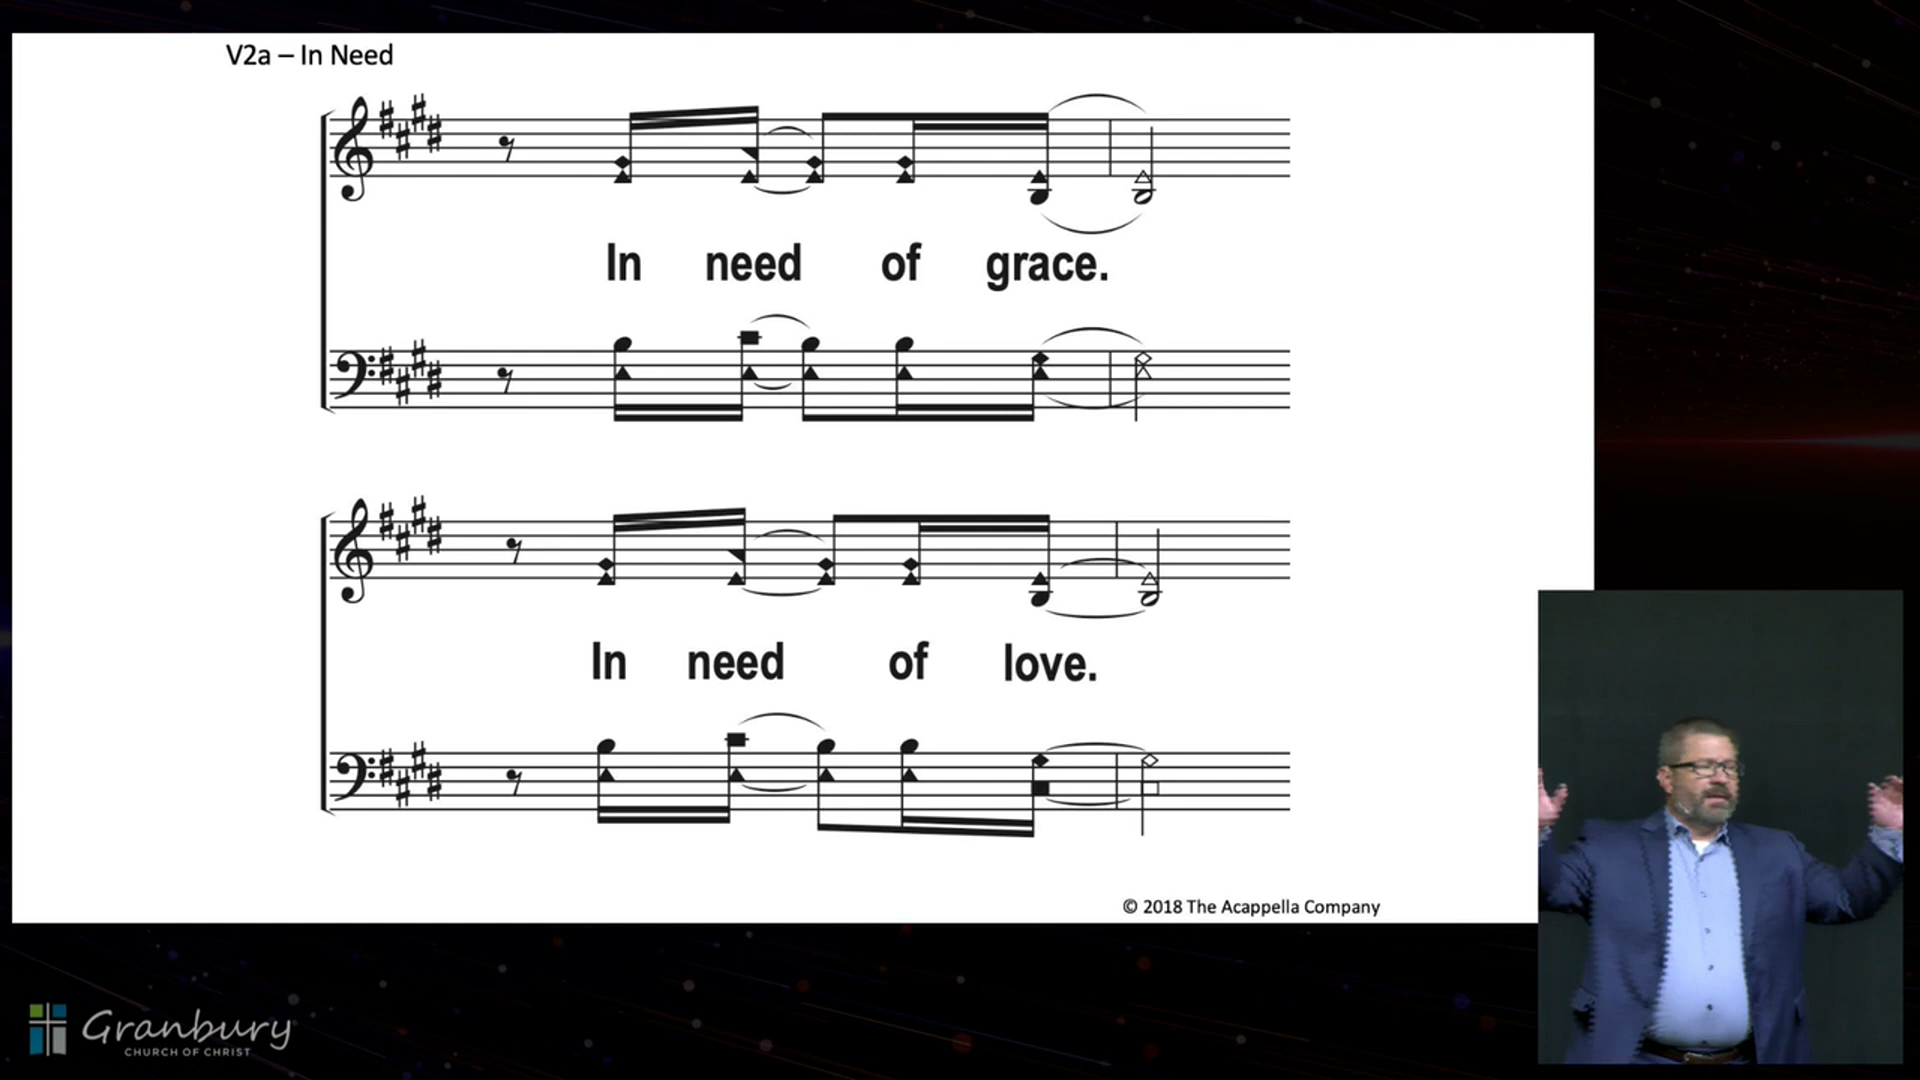 V2a – In Need
In need of grace.
In need of love.
© 2018 The Acappella Company
Granbury
CHURCH OF CHRIST